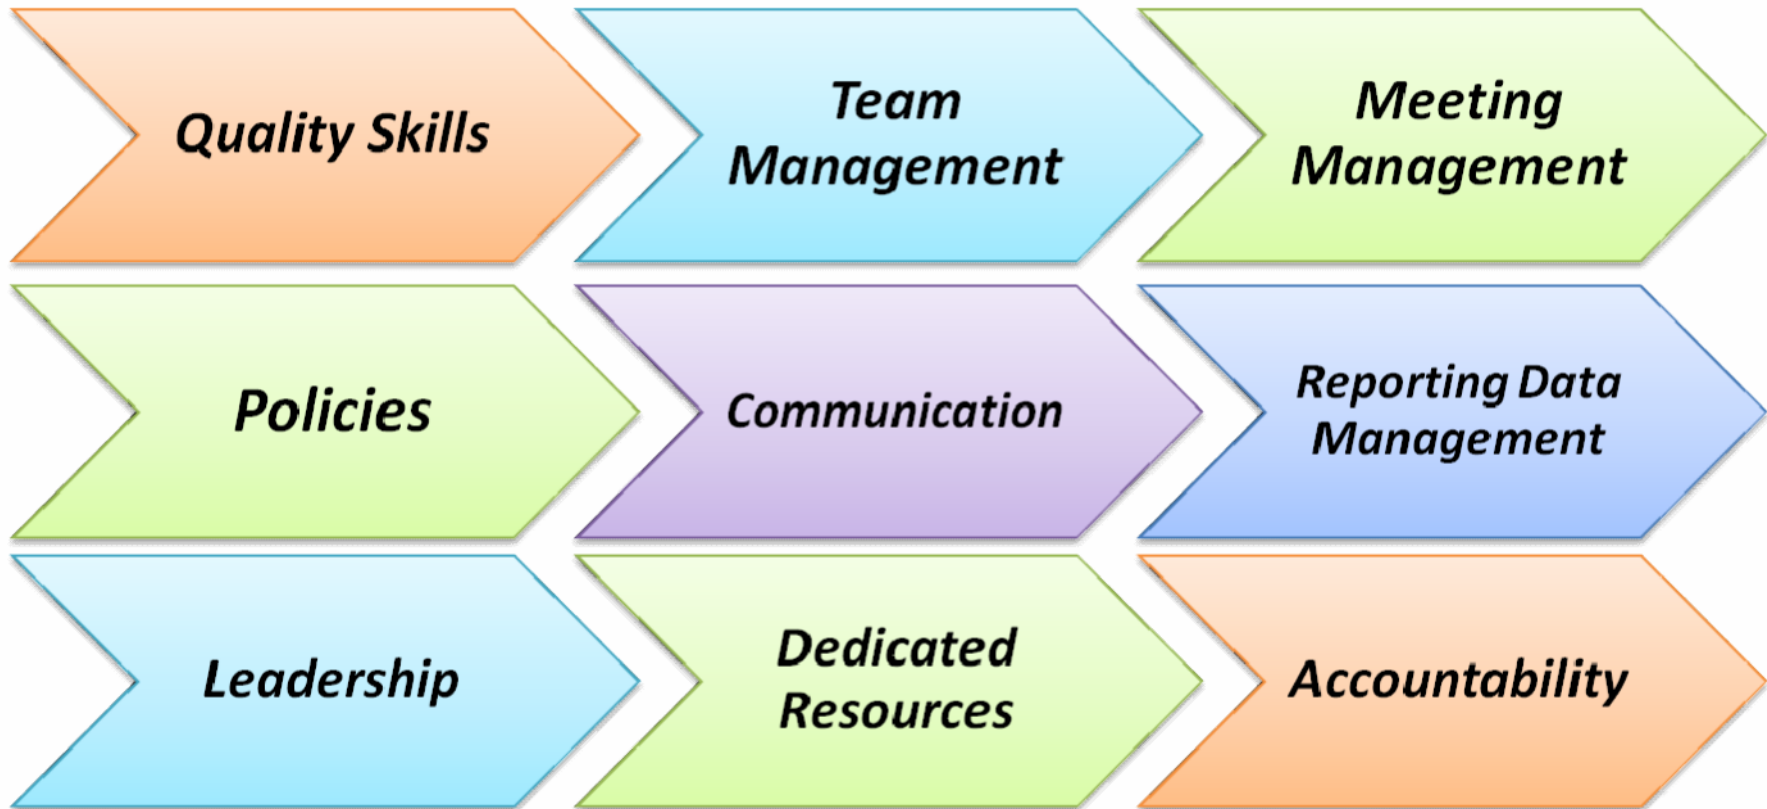 Quality Skills
Team
Management
Meeting
Management
Policies
Communication
Reporting Data
Management
Leadership
Dedicated
Resources
Accountability